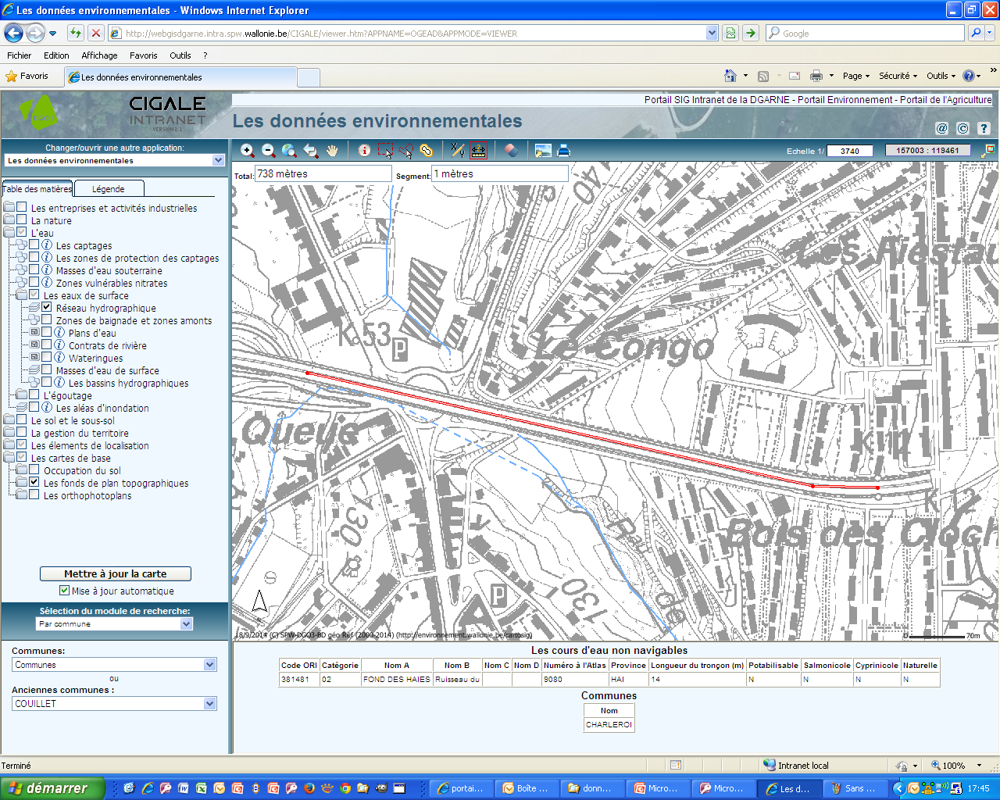 Les données environnementales - Windows Internet Explorer
http://webgisdgarne.intra.spw.wallonie.be/CIGALE/viewer.htm?APPNAME=OGEAD&APPMODE=VIEWER
Google
Fichier Edition Affichage Favoris Outils ?
Favoris
Les données environnementales
Page Sécurité Outils
CIGALE
INTRANET
VERSION 2.1
Portail SIG Intranet de la DGARNE - Portail Environnement - Portail de l'Agriculture
Les données environnementales
@ © ?
Changer/ouvrir une autre application:
Les données environnementales
Echelle 1/ 3740
157003 : 119461
Total: 738 mètres Segment: 1 mètres
Table des matières Légende
Les entreprises et activités industrielles
La nature
L'eau
Les captages
Les zones de protection des captages
Masses d'eau souterraine
Zones vulnérables nitrates
Les eaux de surface
Réseau hydrographique
Zones de baignade et zones amonts
Plans d'eau
Contrats de rivière
Wateringues
Masses d'eau de surface
Les bassins hydrographiques
L'égoutage
Les aléas d'inondation
Le sol et le sous-sol
La gestion du territoire
Les élements de localisation
Les cartes de base
Occupation du sol
Les fonds de plan topographiques
Les orthophotoplans
Mettre à jour la carte
Mise à jour automatique
Sélection du module de recherche:
Par commune
Communes:
Communes
ou
Anciennes communes :
COUILLET
40
K.53
P
Le Congo
Queue
K.12
Bois des Cloch
130
130
P
Rau de
18/9/2014 (C) SPW-DGO3-BD géo Réf (2000-2014) (http://environnement.wallonie.be/cartosig)
0 70m
Les cours d'eau non navigables
Code ORI Catégorie Nom A Nom B Nom C Nom D Numéro à l'Atlas Province Longueur du tronçon (m) Potabilisable Salmonicole Cyprinicole Naturelle
381481 02 FOND DES HAIES Ruisseau du 9080 HAI 14 N N N N
Communes
Nom
CHARLEROI
Terminé
Intranet local
100%
démarrer
portai...
Boîte ...
donn...
Micro...
Micro...
Les d...
Sans ...
17:45